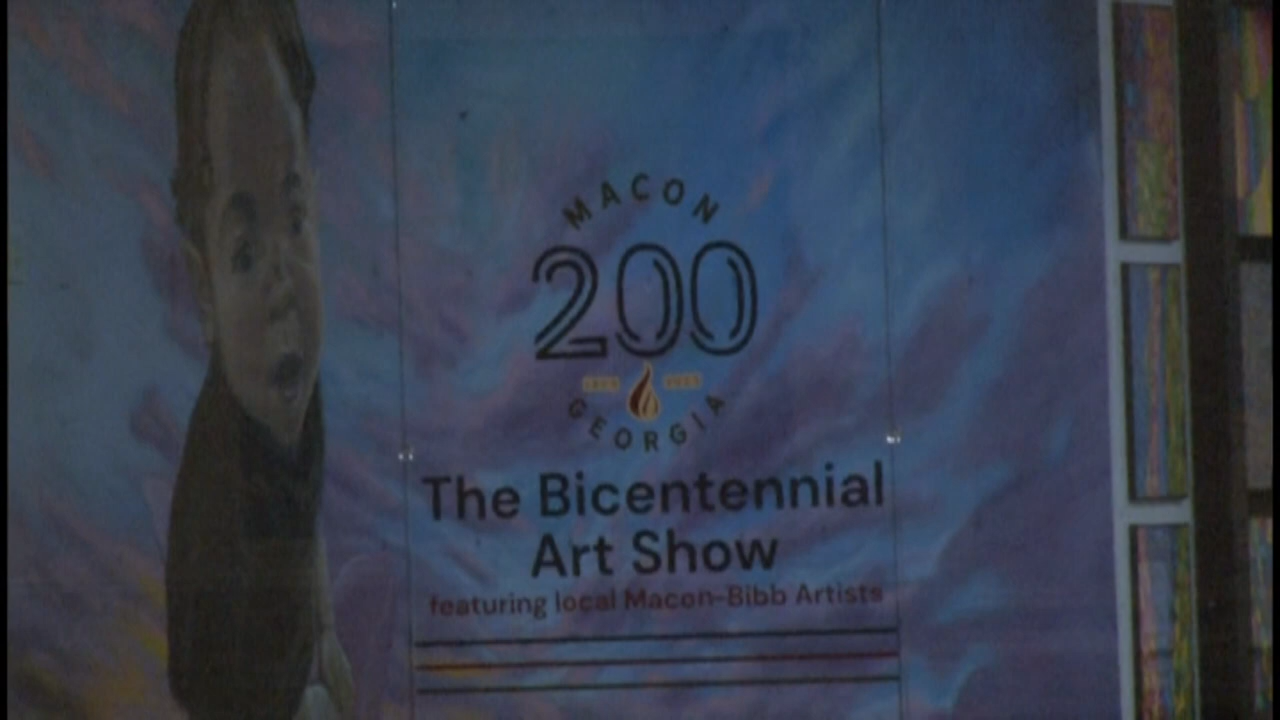 MACON
200
GEORGIA
The Bicentennial
Art Show
featuring local Macon-Bibb Artists